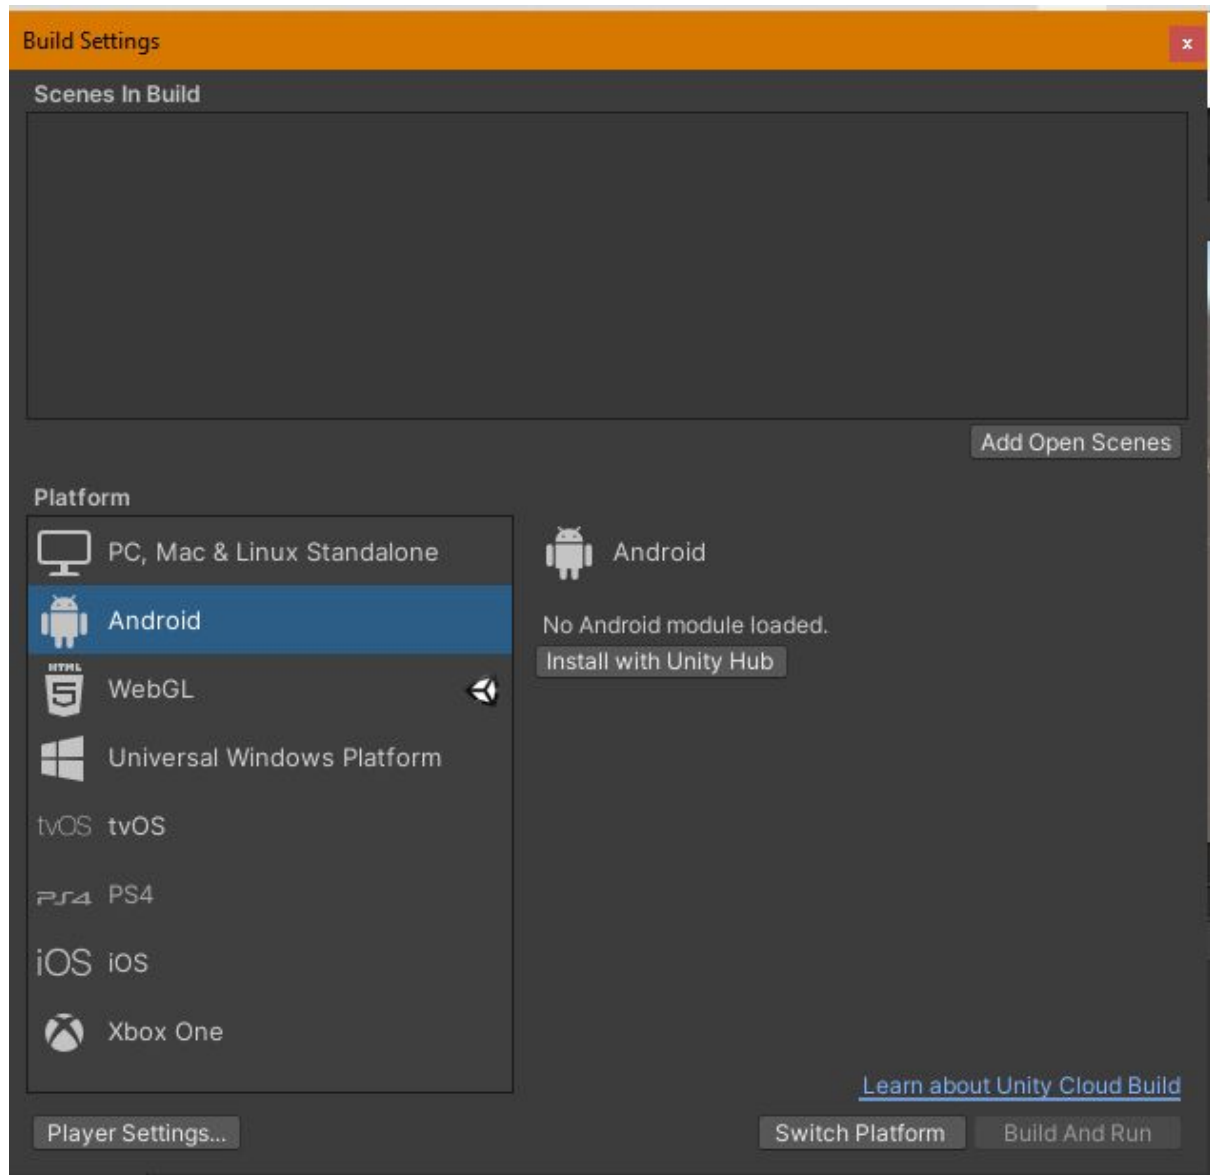 Build Settings
x
Scenes In Build
Add Open Scenes
Platform
PC, Mac & Linux Standalone
Android
HTML
5
WebGL
Universal Windows Platform
tvOS tvOS
PS4 PS4
iOS iOS
Xbox One
Android
No Android module loaded.
Install with Unity Hub
Learn about Unity Cloud Build
Player Settings...
Switch Platform
Build And Run